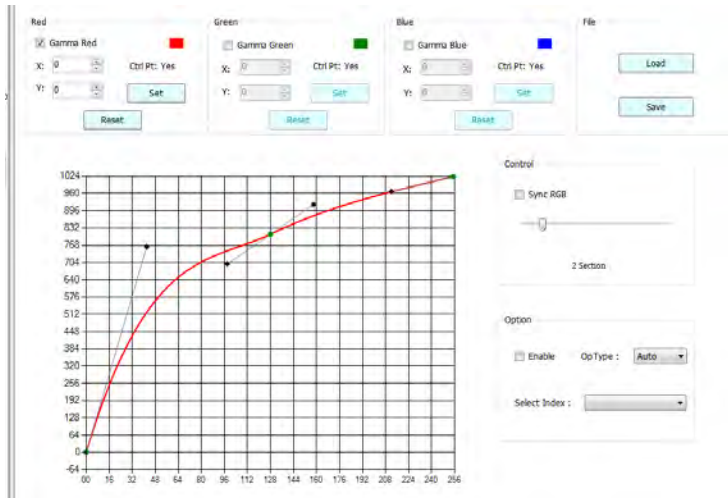 Red
Gamma Red
X: 0
Ctrl Pt: Yes
Y: 0
Set
Reset
Green
Gamma Green
X: 0
Ctrl Pt: Yes
Y: 0
Set
Reset
Blue
Gamma Blue
X: 0
Ctrl Pt: Yes
Y: 0
Set
Reset
File
Load
Save
1024
960
896
832
768
704
640
576
512
448
384
320
256
192
128
64
0
-64
00 16 32 48 64 80 96 112 128 144 160 176 192 208 224 240 256
Control
Sync RGB
2 Section
Option
Enable
OpType : Auto
Select Index :